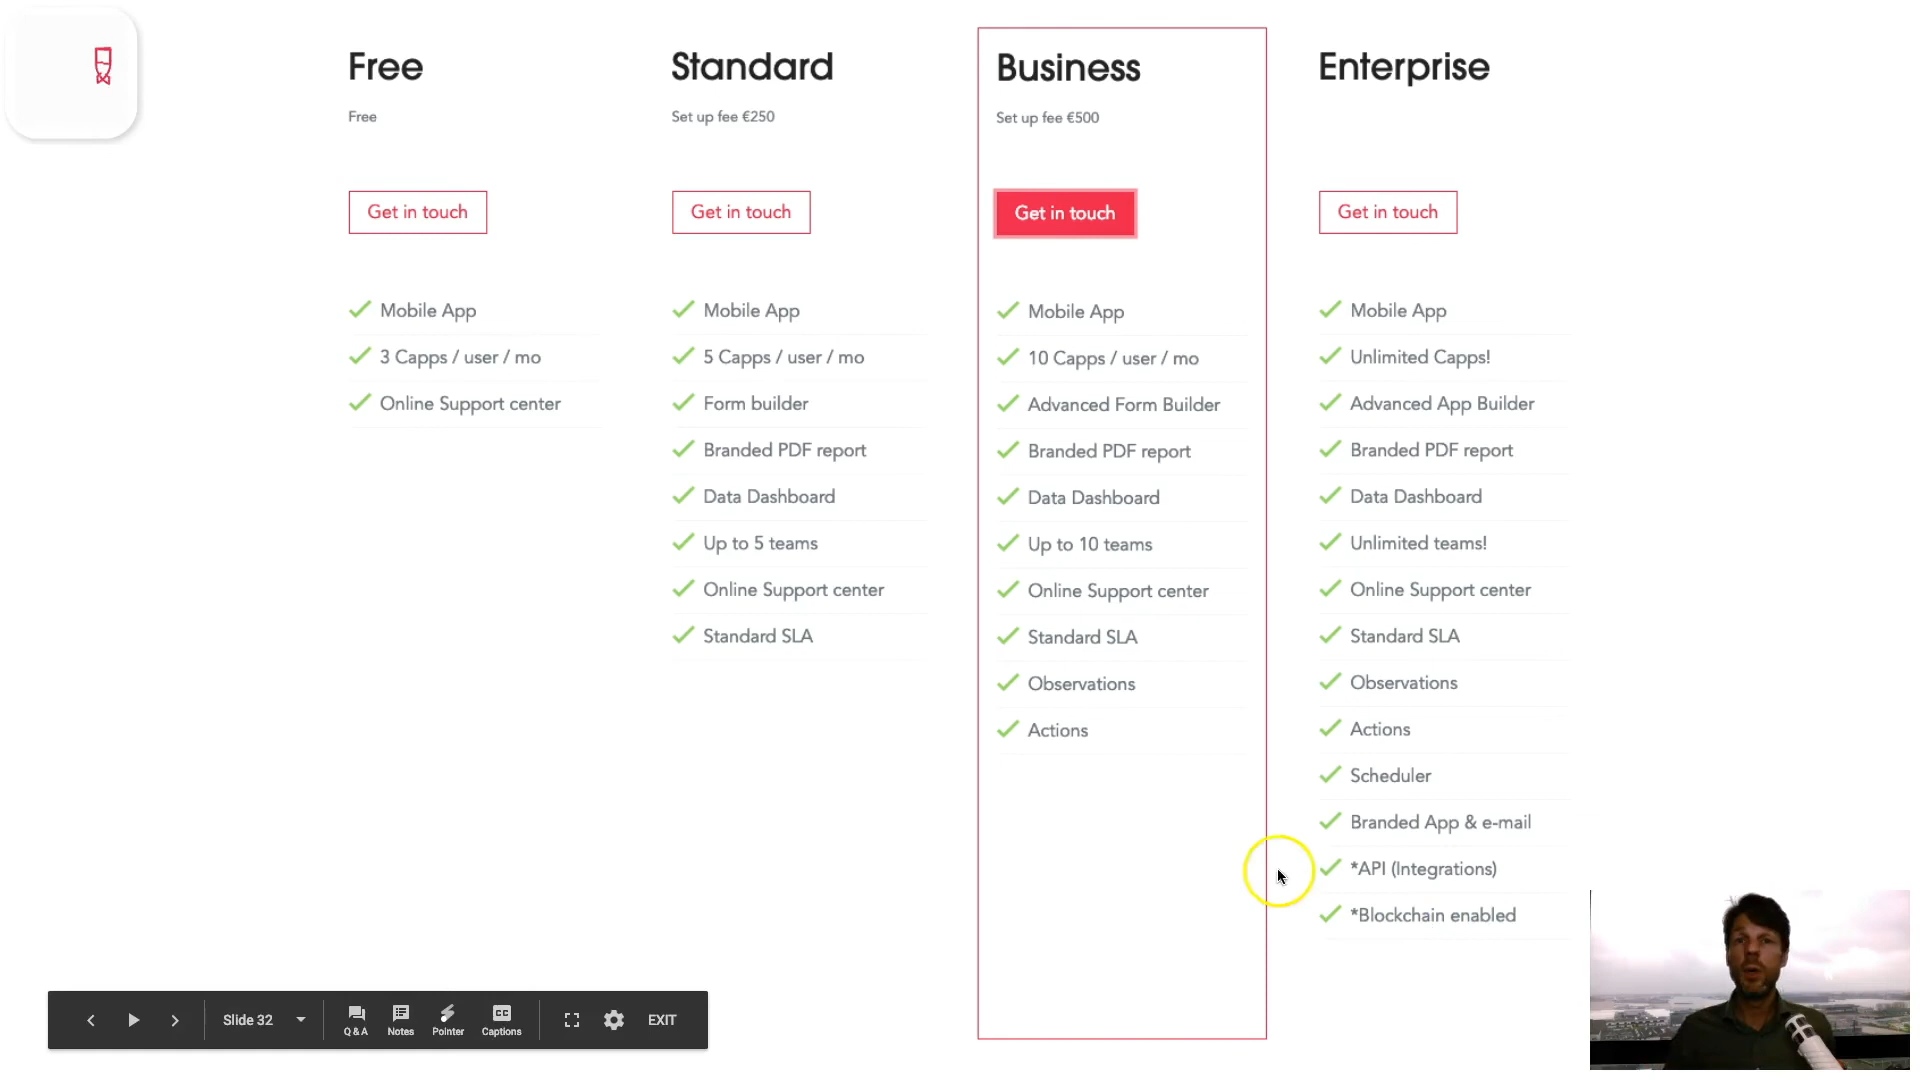 Free
Free
Get in touch
Mobile App
3 Capps / user / mo
Online Support center
Standard
Set up fee €250
Get in touch
Mobile App
5 Capps / user / mo
Form builder
Branded PDF report
Data Dashboard
Up to 5 teams
Online Support center
Standard SLA
Business
Set up fee €500
Get in touch
Mobile App
10 Capps / user / mo
Advanced Form Builder
Branded PDF report
Data Dashboard
Up to 10 teams
Online Support center
Standard SLA
Observations
Actions
Enterprise
Get in touch
Mobile App
Unlimited Capps!
Advanced App Builder
Branded PDF report
Data Dashboard
Unlimited teams!
Online Support center
Standard SLA
Observations
Actions
Scheduler
Branded App & e-mail
*API (Integrations)
*Blockchain enabled
Slide 32
Q & A
Notes
Pointer
CC
Captions
EXIT